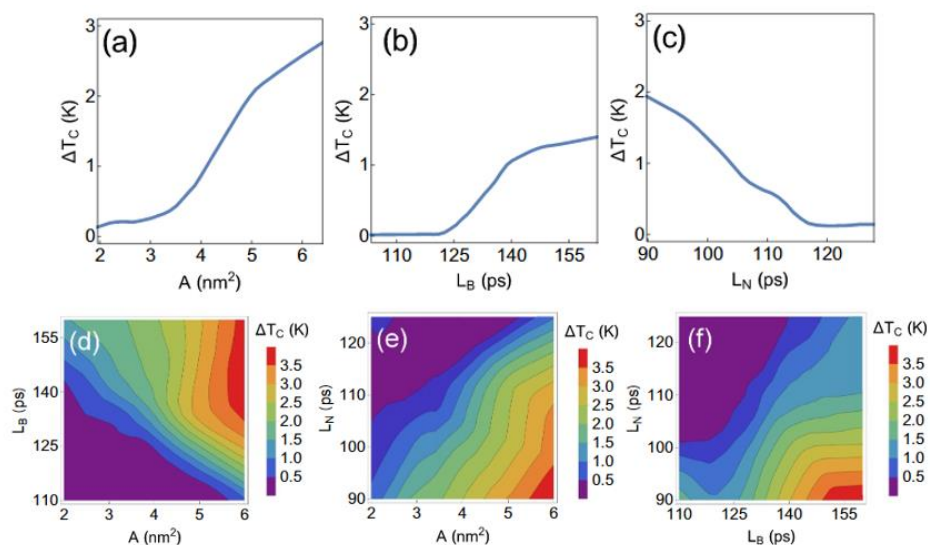 (a)
3
2
1
0
ΔT_C (K)
2 3 4 5 6
A (nm²)
(b)
3
2
1
0
ΔT_C (K)
110 125 140 155
L_B (ps)
(c)
3
2
1
0
ΔT_C (K)
90 100 110 120
L_N (ps)
(d)
155
140
125
110
L_B (ps)
2 3 4 5 6
A (nm²)
ΔT_C (K)
3.5
3.0
2.5
2.0
1.5
1.0
0.5
(e)
120
110
100
90
L_N (ps)
2 3 4 5 6
A (nm²)
ΔT_C (K)
3.5
3.0
2.5
2.0
1.5
1.0
0.5
(f)
120
110
100
90
L_N (ps)
110 125 140 155
L_B (ps)
ΔT_C (K)
3.5
3.0
2.5
2.0
1.5
1.0
0.5